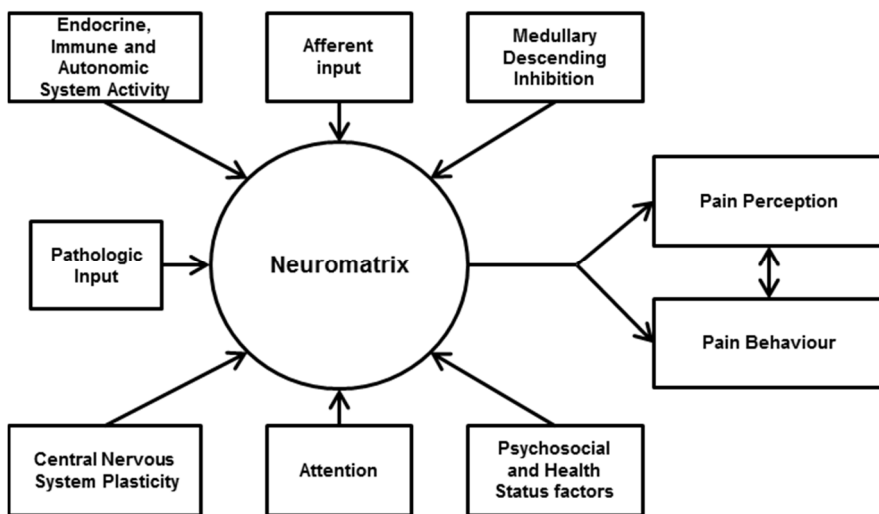 Endocrine,
Immune and
Autonomic
System Activity
Afferent
input
Medullary
Descending
Inhibition
Pain Perception
Pathologic
Input
Neuromatrix
Pain Behaviour
Central Nervous
System Plasticity
Attention
Psychosocial
and Health
Status factors